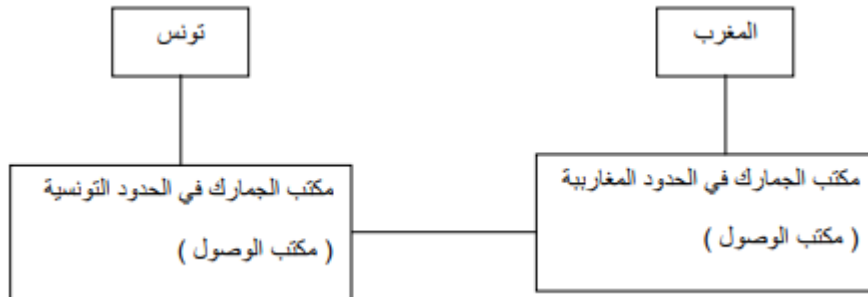 المغرب
تونس
مكتب الجمارك في الحدود المغاربية
( مكتب الوصول )
مكتب الجمارك في الحدود التونسية
( مكتب الوصول )